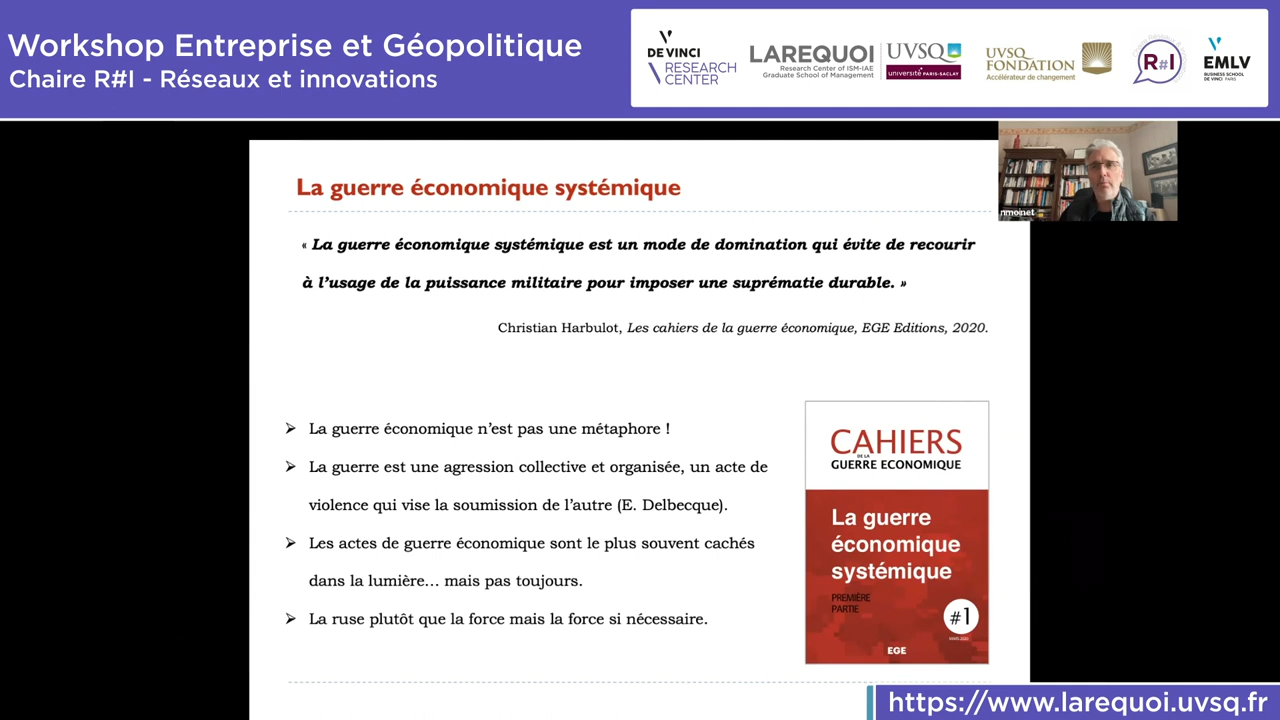 Workshop Entreprise et Géopolitique
Chaire R#I - Réseaux et innovations
DE VINCI
RESEARCH
CENTER
LAREQUOI
Research Center of ISM-IAE
Graduate School of Management
UVSQ
université PARIS-SACLAY
UVSQ
FONDATION
Accélérateur de changement
R#I
EMLV
BUSINESS SCHOOL
DE VINCI PARIS
nmoinet
La guerre économique systémique
« La guerre économique systémique est un mode de domination qui évite de recourir
à l’usage de la puissance militaire pour imposer une suprématie durable. »
Christian Harbulot, Les cahiers de la guerre économique, EGE Editions, 2020.
➢ La guerre économique n’est pas une métaphore !
➢ La guerre est une agression collective et organisée, un acte de
violence qui vise la soumission de l’autre (E. Delbecque).
➢ Les actes de guerre économique sont le plus souvent cachés
dans la lumière… mais pas toujours.
➢ La ruse plutôt que la force mais la force si nécessaire.
CAHIERS
DE LA
GUERRE ECONOMIQUE
La guerre
économique
systémique
PREMIÈRE
PARTIE
#1
MARS 2020
EGE
https://www.larequoi.uvsq.fr